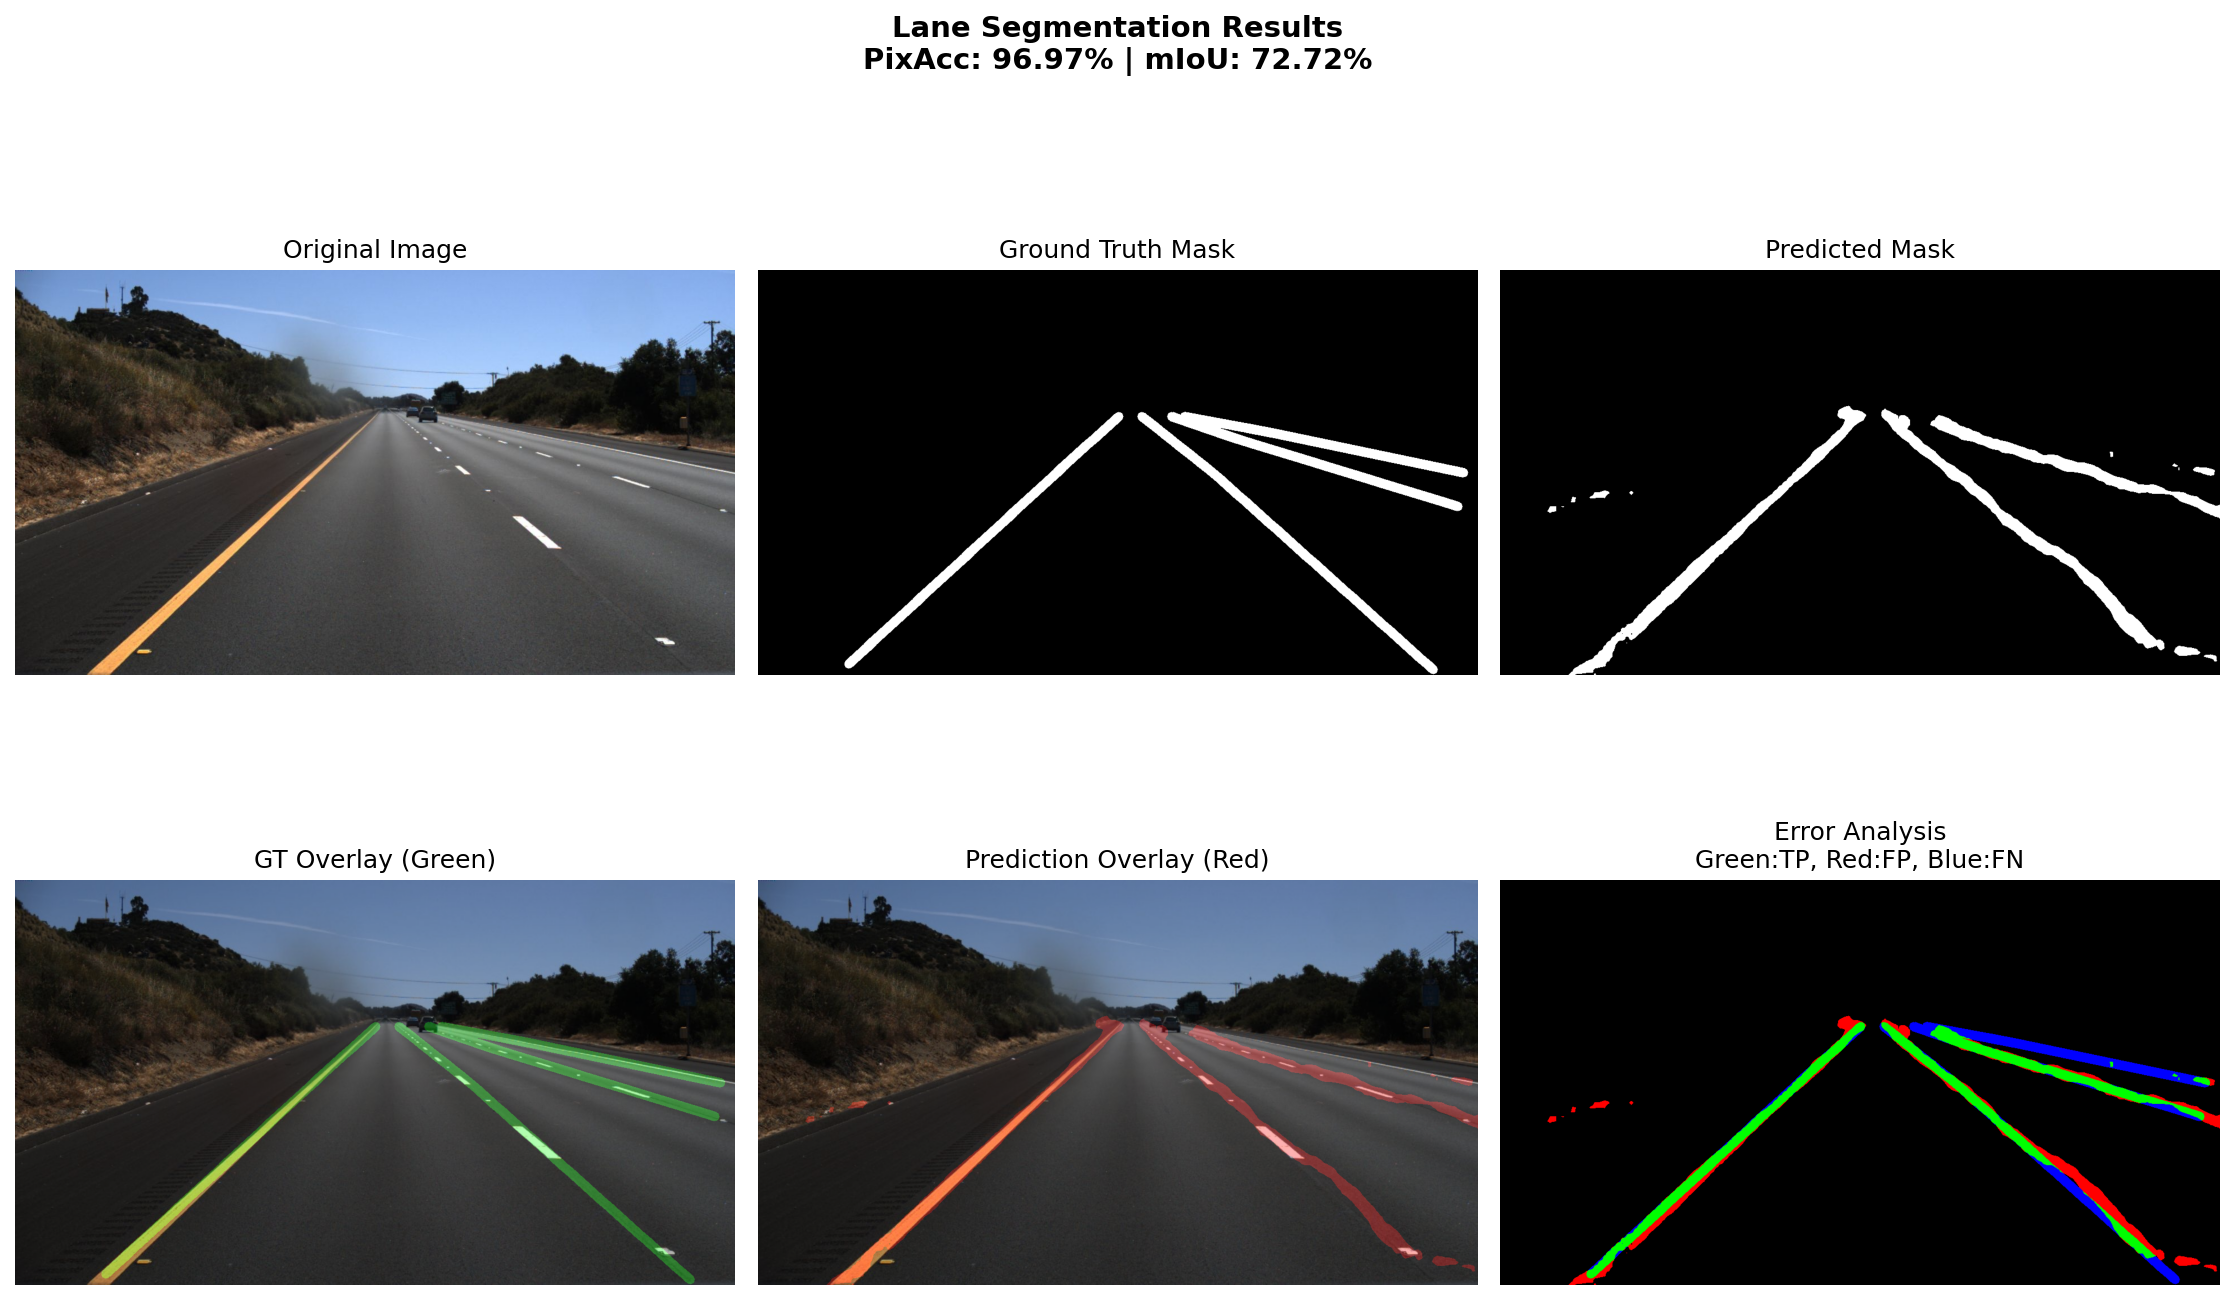 Lane Segmentation Results
PixAcc: 96.97% | mIoU: 72.72%
Original Image
Ground Truth Mask
Predicted Mask
GT Overlay (Green)
Prediction Overlay (Red)
Error Analysis
Green:TP, Red:FP, Blue:FN